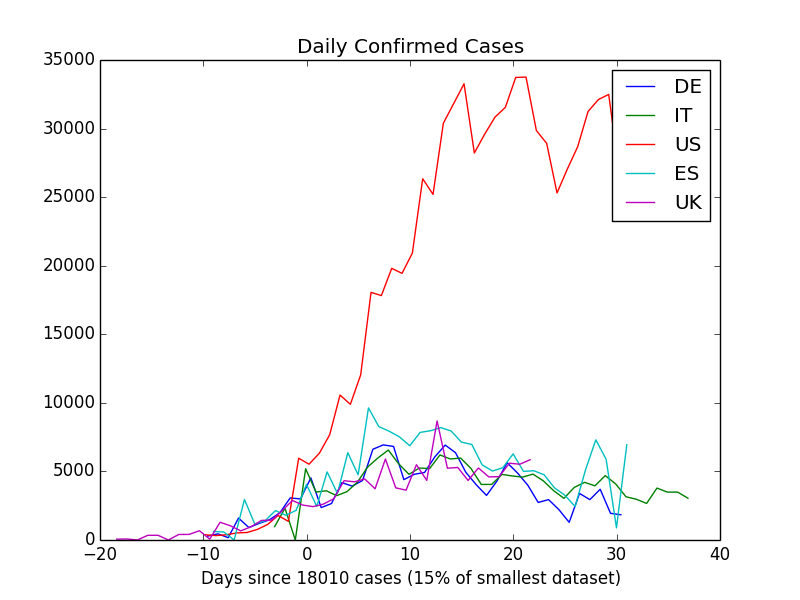 Daily Confirmed Cases
35000
30000
25000
20000
15000
10000
5000
0
−20
−10
0
10
20
30
40
Days since 18010 cases (15% of smallest dataset)
DE
IT
US
ES
UK